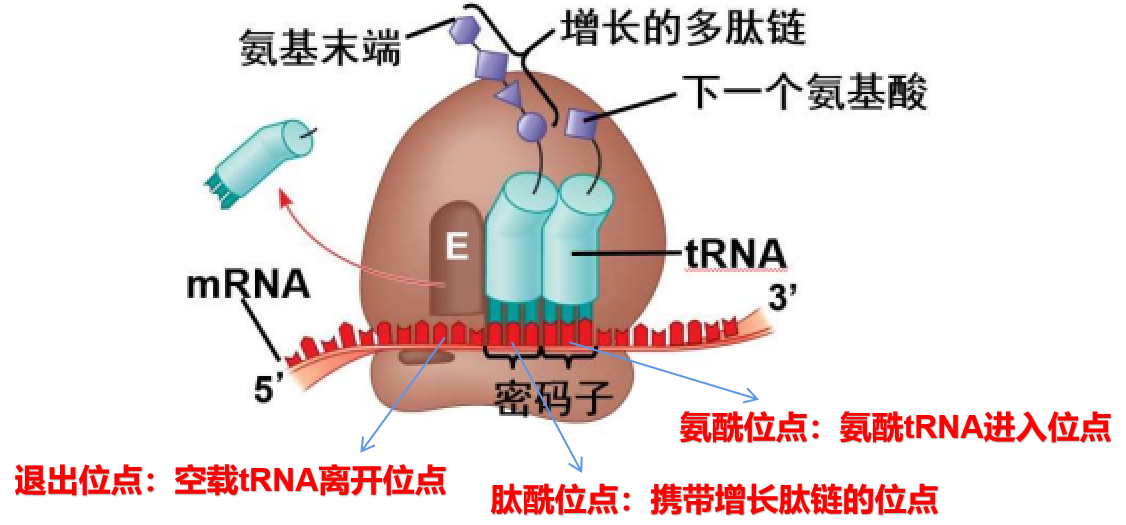 氨基末端
增长的多肽链
下一个氨基酸
E
tRNA
mRNA
3’
5’
密码子
氨酰位点：氨酰tRNA进入位点
退出位点：空载tRNA离开位点
肽酰位点：携带增长肽链的位点